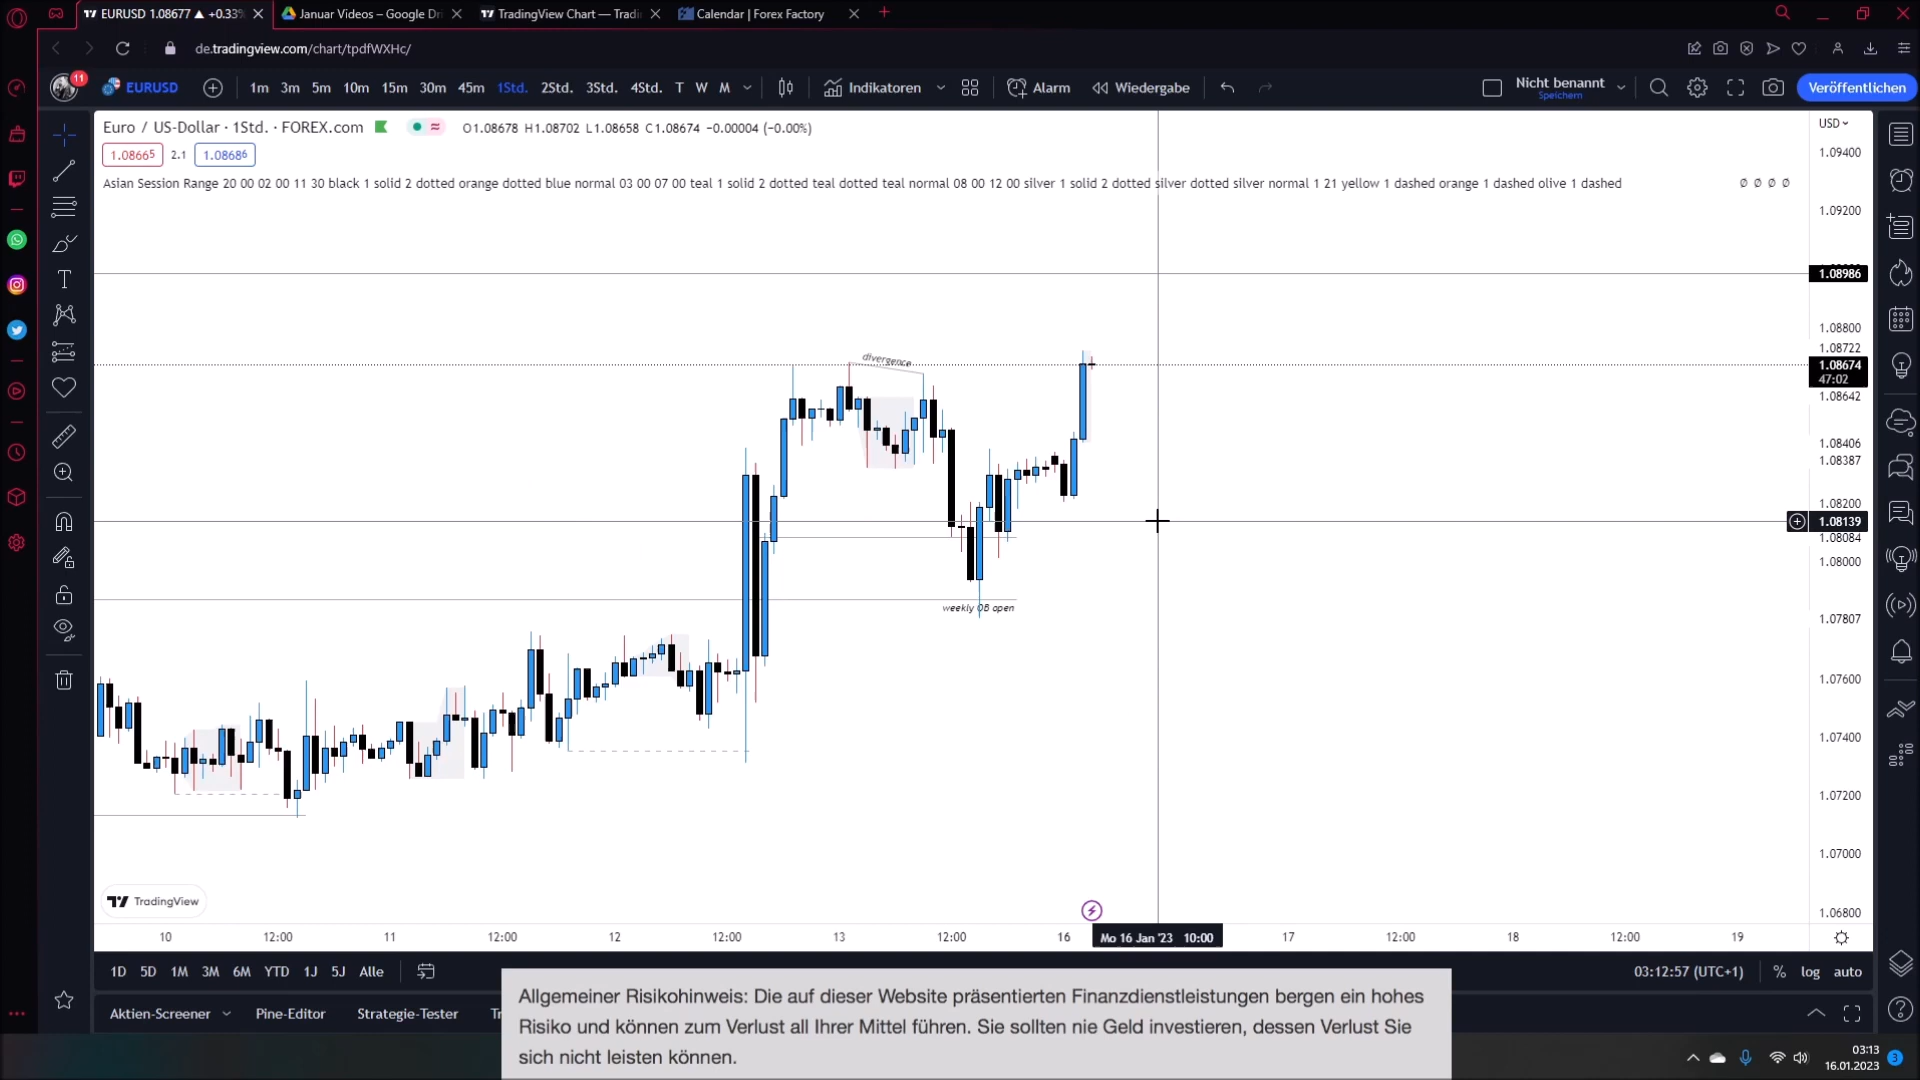 EURUSD 1.08677 ▲ +0.33%
Januar Videos – Google Dri
TradingView Chart — Tradi
Calendar | Forex Factory
de.tradingview.com/chart/tpdfWXHc/
11
EURUSD
1m 3m 5m 10m 15m 30m 45m 1Std. 2Std. 3Std. 4Std. T W M
Indikatoren
Alarm
Wiedergabe
Nicht benannt
Speichern
Veröffentlichen
Euro / US-Dollar · 1Std. · FOREX.com
O1.08678 H1.08702 L1.08658 C1.08674 −0.00004 (−0.00%)
1.08665 2.1 1.08686
Asian Session Range 20 00 02 00 11 30 black 1 solid 2 dotted orange dotted blue normal 03 00 07 00 teal 1 solid 2 dotted teal dotted teal normal 08 00 12 00 silver 1 solid 2 dotted silver dotted silver normal 1 21 yellow 1 dashed orange 1 dashed olive 1 dashed
USD
1.09400
1.09200
1.08986
1.08800
1.08722
1.08674
47:02
1.08642
1.08406
1.08387
1.08200
1.08139
1.08084
1.08000
1.07807
1.07600
1.07400
1.07200
1.07000
1.06800
divergence
weekly OB open
TradingView
10 12:00 11 12:00 12 12:00 13 12:00 16 Mo 16 Jan '23 10:00 17 12:00 18 12:00 19
1D 5D 1M 3M 6M YTD 1J 5J Alle
03:12:57 (UTC+1) % log auto
Aktien-Screener Pine-Editor Strategie-Tester
Allgemeiner Risikohinweis: Die auf dieser Website präsentierten Finanzdienstleistungen bergen ein hohes
Risiko und können zum Verlust all Ihrer Mittel führen. Sie sollten nie Geld investieren, dessen Verlust Sie
sich nicht leisten können.
03:13
16.01.2023
3